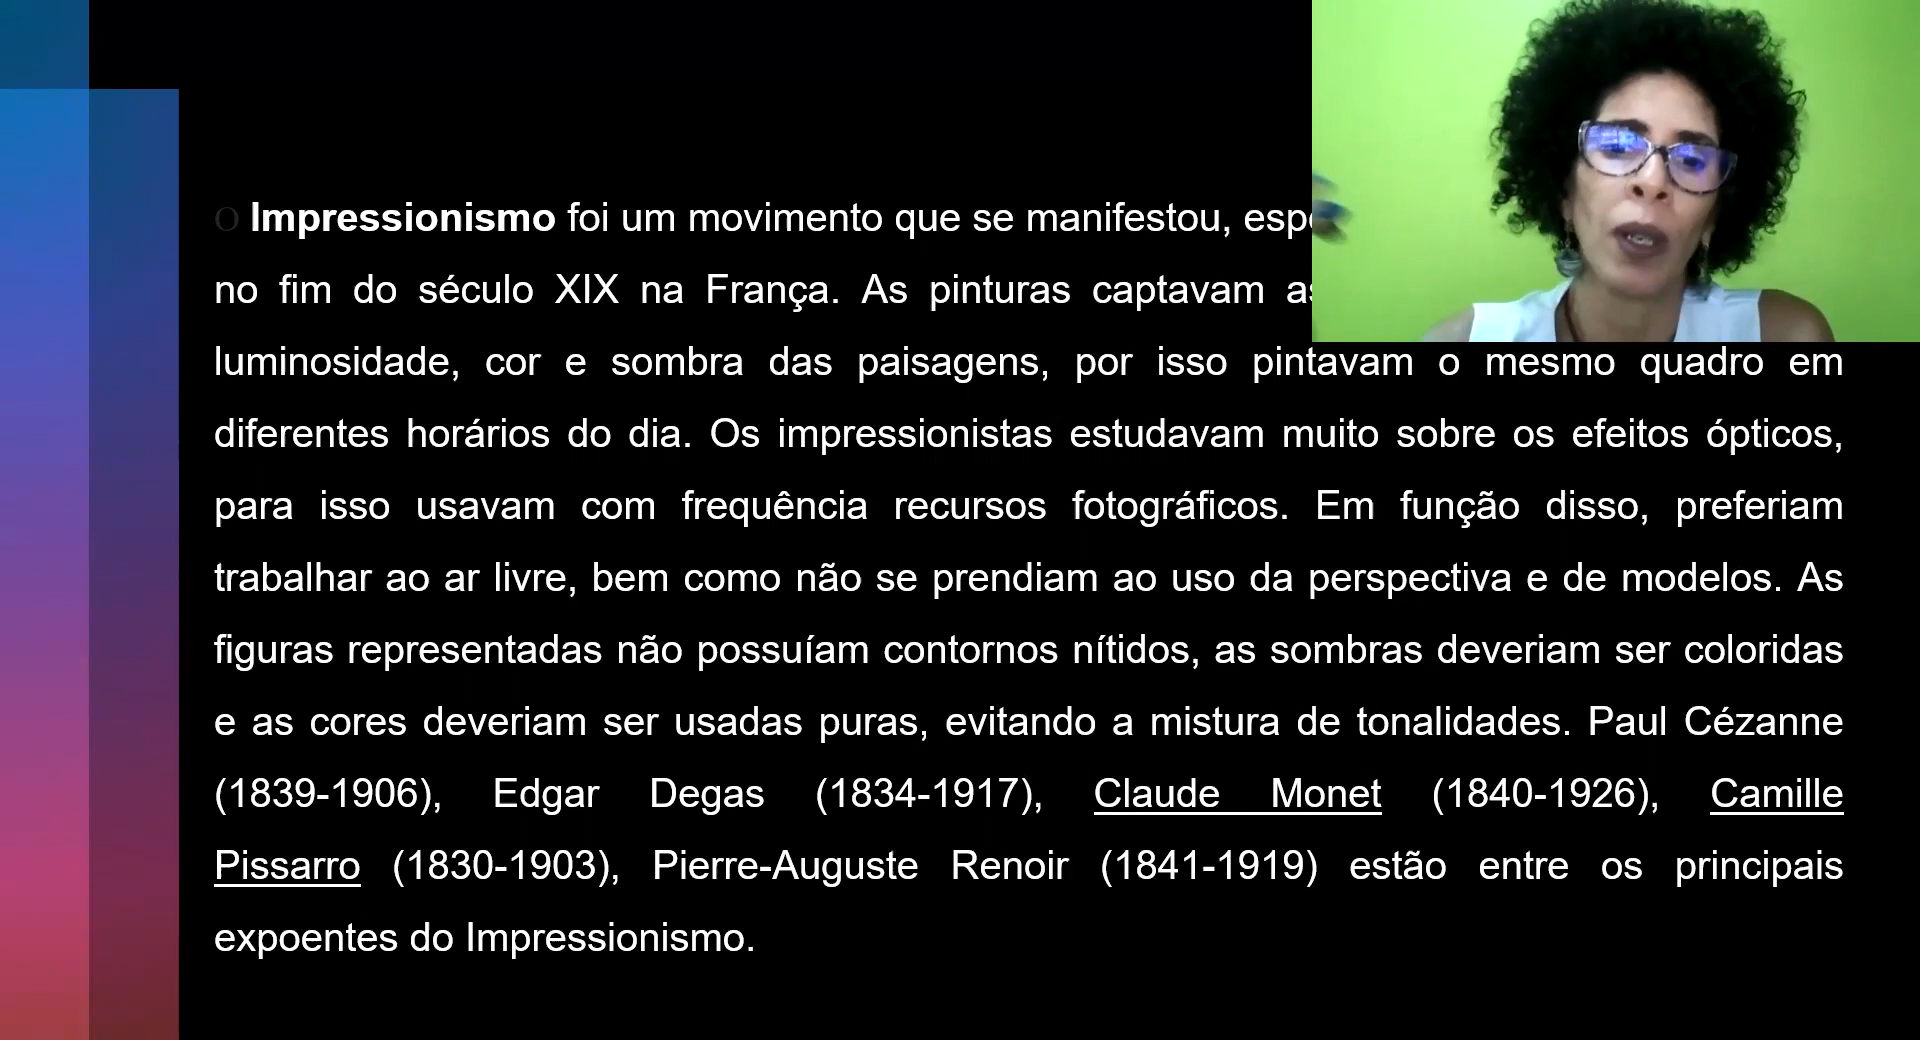 O Impressionismo foi um movimento que se manifestou,
no fim do século XIX na França. As pinturas captavam
luminosidade, cor e sombra das paisagens, por isso pintavam o mesmo quadro em
diferentes horários do dia. Os impressionistas estudavam muito sobre os efeitos ópticos,
para isso usavam com frequência recursos fotográficos. Em função disso, preferiam
trabalhar ao ar livre, bem como não se prendiam ao uso da perspectiva e de modelos. As
figuras representadas não possuíam contornos nítidos, as sombras deveriam ser coloridas
e as cores deveriam ser usadas puras, evitando a mistura de tonalidades. Paul Cézanne
(1839-1906), Edgar Degas (1834-1917), Claude Monet (1840-1926), Camille
Pissarro (1830-1903), Pierre-Auguste Renoir (1841-1919) estão entre os principais
expoentes do Impressionismo.